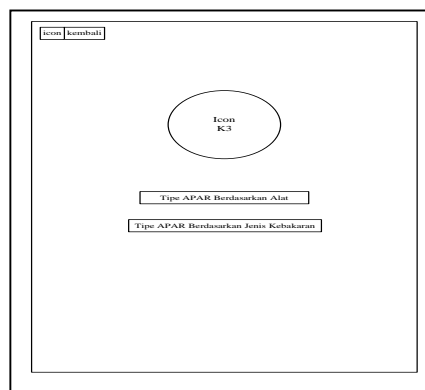 icon kembali
Icon
K3
Tipe APAR Berdasarkan Alat
Tipe APAR Berdasarkan Jenis Kebakaran